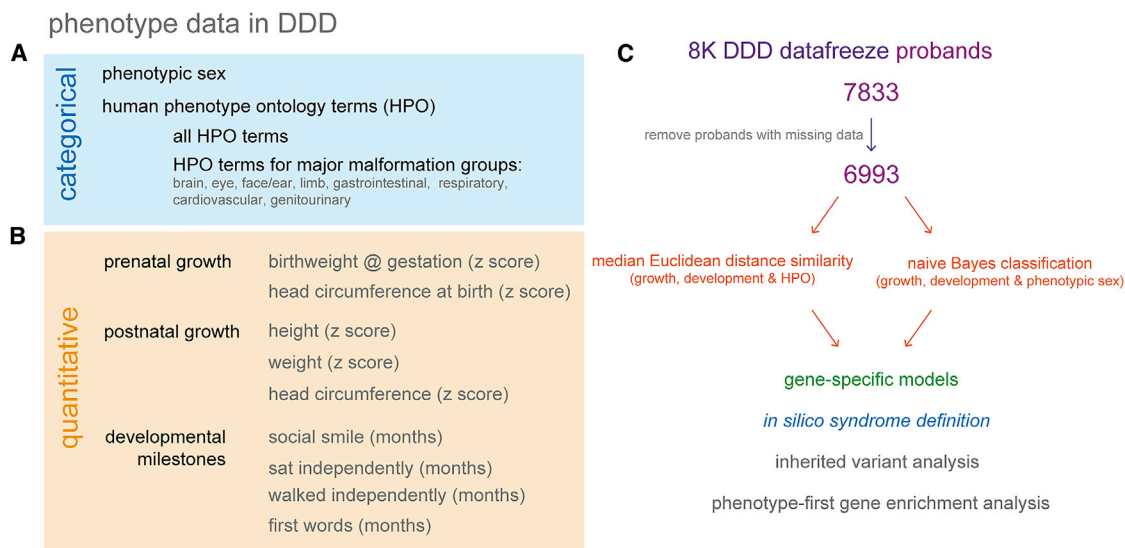 phenotype data in DDD
A
categorical
phenotypic sex
human phenotype ontology terms (HPO)
all HPO terms
HPO terms for major malformation groups:
brain, eye, face/ear, limb, gastrointestinal, respiratory,
cardiovascular, genitourinary
B
quantitative
prenatal growth
birthweight @ gestation (z score)
head circumference at birth (z score)
postnatal growth
height (z score)
weight (z score)
head circumference (z score)
developmental
milestones
social smile (months)
sat independently (months)
walked independently (months)
first words (months)
C
8K DDD datafreeze probands
7833
remove probands with missing data
6993
median Euclidean distance similarity
(growth, development & HPO)
naive Bayes classification
(growth, development & phenotypic sex)
gene-specific models
in silico syndrome definition
inherited variant analysis
phenotype-first gene enrichment analysis